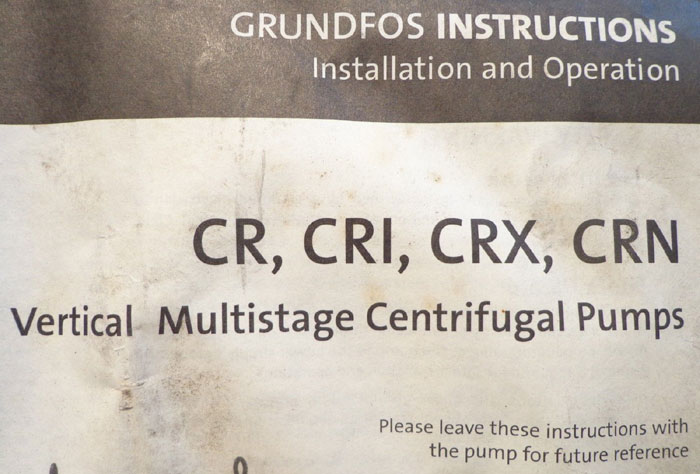 GRUNDFOS INSTRUCTIONS
Installation and Operation
CR, CRI, CRX, CRN
Vertical Multistage Centrifugal Pumps
Please leave these instructions with
the pump for future reference